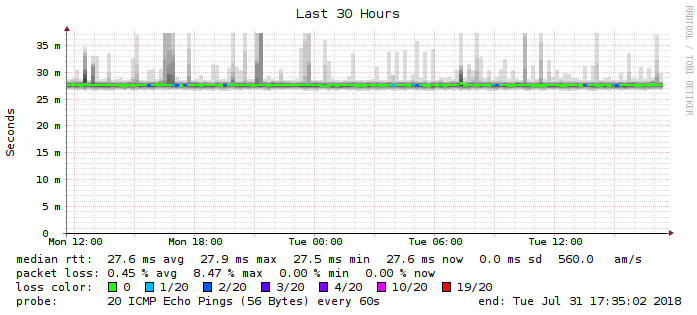 Last 30 Hours
RRDTOOL / TOBI OETIKER
Seconds
35 m
30 m
25 m
20 m
15 m
10 m
5 m
0
Mon 12:00 Mon 18:00 Tue 00:00 Tue 06:00 Tue 12:00
median rtt: 27.6 ms avg 27.9 ms max 27.5 ms min 27.6 ms now 0.0 ms sd 560.0 am/s
packet loss: 0.45 % avg 8.47 % max 0.00 % min 0.00 % now
loss color: 0 1/20 2/20 3/20 4/20 10/20 19/20
probe: 20 ICMP Echo Pings (56 Bytes) every 60s end: Tue Jul 31 17:35:02 2018